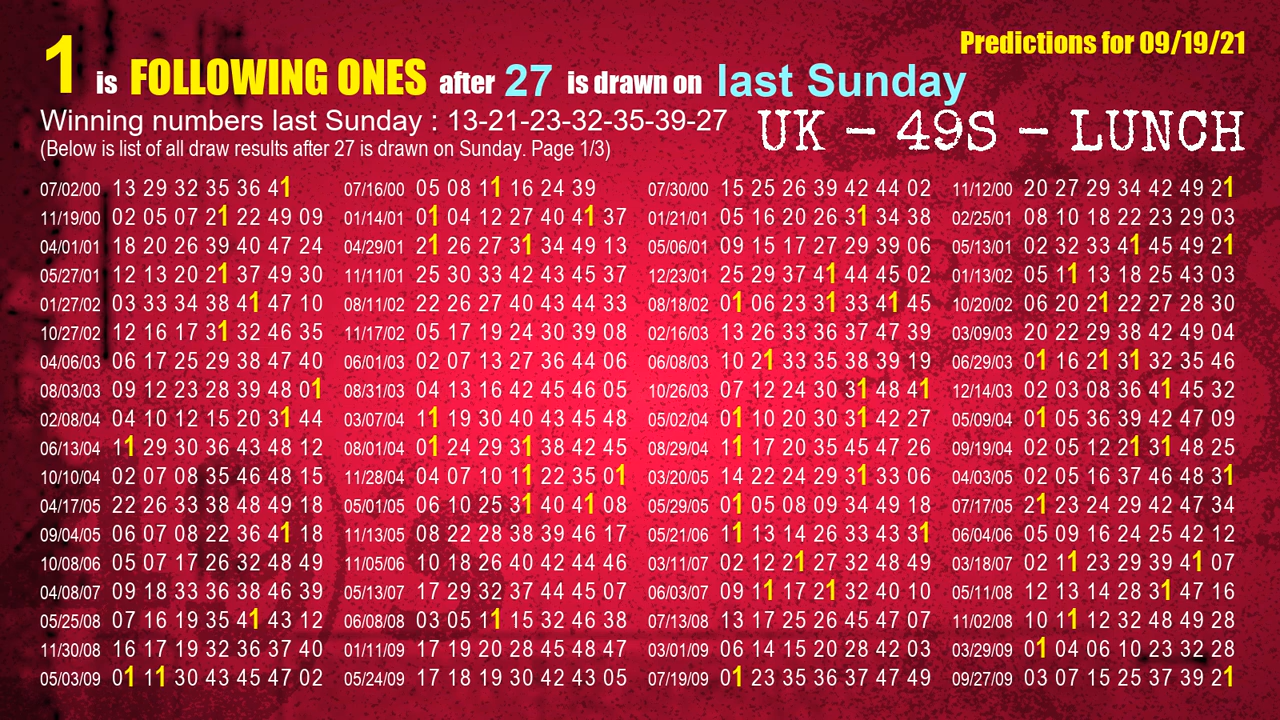 Predictions for 09/19/21
1 is FOLLOWING ONES after 27 is drawn on last Sunday
Winning numbers last Sunday : 13-21-23-32-35-39-27
UK - 49S - LUNCH
(Below is list of all draw results after 27 is drawn on Sunday. Page 1/3)
07/02/00 13 29 32 35 36 41 07/16/00 05 08 11 16 24 39 07/30/00 15 25 26 39 42 44 02 11/12/00 20 27 29 34 42 49 21
11/19/00 02 05 07 21 22 49 09 01/14/01 01 04 12 27 40 41 37 01/21/01 05 16 20 26 31 34 38 02/25/01 08 10 18 22 23 29 03
04/01/01 18 20 26 39 40 47 24 04/29/01 21 26 27 31 34 49 13 05/06/01 09 15 17 27 29 39 06 05/13/01 02 32 33 41 45 49 21
05/27/01 12 13 20 21 37 49 30 11/11/01 25 30 33 42 43 45 37 12/23/01 25 29 37 41 44 45 02 01/13/02 05 11 13 18 25 43 03
01/27/02 03 33 34 38 41 47 10 08/11/02 22 26 27 40 43 44 33 08/18/02 01 06 23 31 33 41 45 10/20/02 06 20 21 22 27 28 30
10/27/02 12 16 17 31 32 46 35 11/17/02 05 17 19 24 30 39 08 02/16/03 13 26 33 36 37 47 39 03/09/03 20 22 29 38 42 49 04
04/06/03 06 17 25 29 38 47 40 06/01/03 02 07 13 27 36 44 06 06/08/03 10 21 33 35 38 39 19 06/29/03 01 16 21 31 32 35 46
08/03/03 09 12 23 28 39 48 01 08/31/03 04 13 16 42 45 46 05 10/26/03 07 12 24 30 31 48 41 12/14/03 02 03 08 36 41 45 32
02/08/04 04 10 12 15 20 31 44 03/07/04 11 19 30 40 43 45 48 05/02/04 01 10 20 30 31 42 27 05/09/04 01 05 36 39 42 47 09
06/13/04 11 29 30 36 43 48 12 08/01/04 01 24 29 31 38 42 45 08/29/04 11 17 20 35 45 47 26 09/19/04 02 05 12 21 31 48 25
10/10/04 02 07 08 35 46 48 15 11/28/04 04 07 10 11 22 35 01 03/20/05 14 22 24 29 31 33 06 04/03/05 02 05 16 37 46 48 31
04/17/05 22 26 33 38 48 49 18 05/01/05 06 10 25 31 40 41 08 05/29/05 01 05 08 09 34 49 18 07/17/05 21 23 24 29 42 47 34
09/04/05 06 07 08 22 36 41 18 11/13/05 08 22 28 38 39 46 17 05/21/06 11 13 14 26 33 43 31 06/04/06 05 09 16 24 25 42 12
10/08/06 05 07 17 26 32 48 49 11/05/06 10 18 26 40 42 44 46 03/11/07 02 12 21 27 32 48 49 03/18/07 02 11 23 29 39 41 07
04/08/07 09 18 33 36 38 46 39 05/13/07 17 29 32 37 44 45 07 06/03/07 09 11 17 21 32 40 10 05/11/08 12 13 14 28 31 47 16
05/25/08 07 16 19 35 41 43 12 06/08/08 03 05 11 15 32 46 38 07/13/08 17 25 26 45 47 07 11/02/08 10 11 12 32 48 49 28
11/30/08 16 17 19 32 36 37 40 01/11/09 17 19 20 28 45 48 47 03/01/09 06 14 15 20 28 42 44 03/29/09 01 04 06 10 23 32 28
05/03/09 01 11 30 43 45 47 02 05/24/09 17 18 19 30 42 43 05 07/19/09 01 23 35 36 37 47 48 09/27/09 03 07 15 25 37 39 21